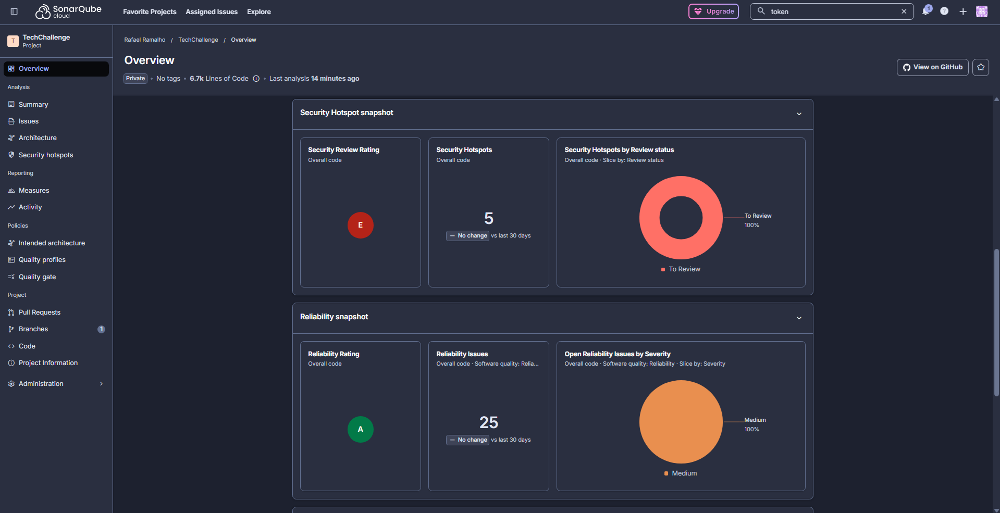 SonarQube
cloud
Favorite Projects
Assigned Issues
Explore
Upgrade
token
1
?
T
TechChallenge
Project
Overview
Analysis
Summary
Issues
Architecture
Security hotspots
Reporting
Measures
Activity
Policies
Intended architecture
Quality profiles
Quality gate
Project
Pull Requests
Branches
1
Code
Project Information
Administration
Rafael Ramalho / TechChallenge / Overview
Overview
Private • No tags • 6.7k Lines of Code • Last analysis 14 minutes ago
View on GitHub
Security Hotspot snapshot
Security Review Rating
Overall code
E
Security Hotspots
Overall code
5
— No change vs last 30 days
Security Hotspots by Review status
Overall code · Slice by: Review status
To Review
100%
To Review
Reliability snapshot
Reliability Rating
Overall code
A
Reliability Issues
Overall code · Software quality: Relia...
25
— No change vs last 30 days
Open Reliability Issues by Severity
Overall code · Software quality: Reliability · Slice by: Severity
Medium
100%
Medium